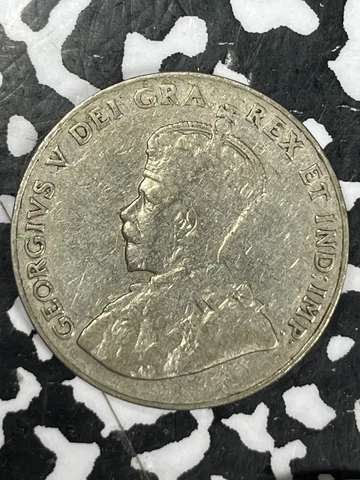 GEORGIVS V DEI GRA: REX ET IND: IMP: